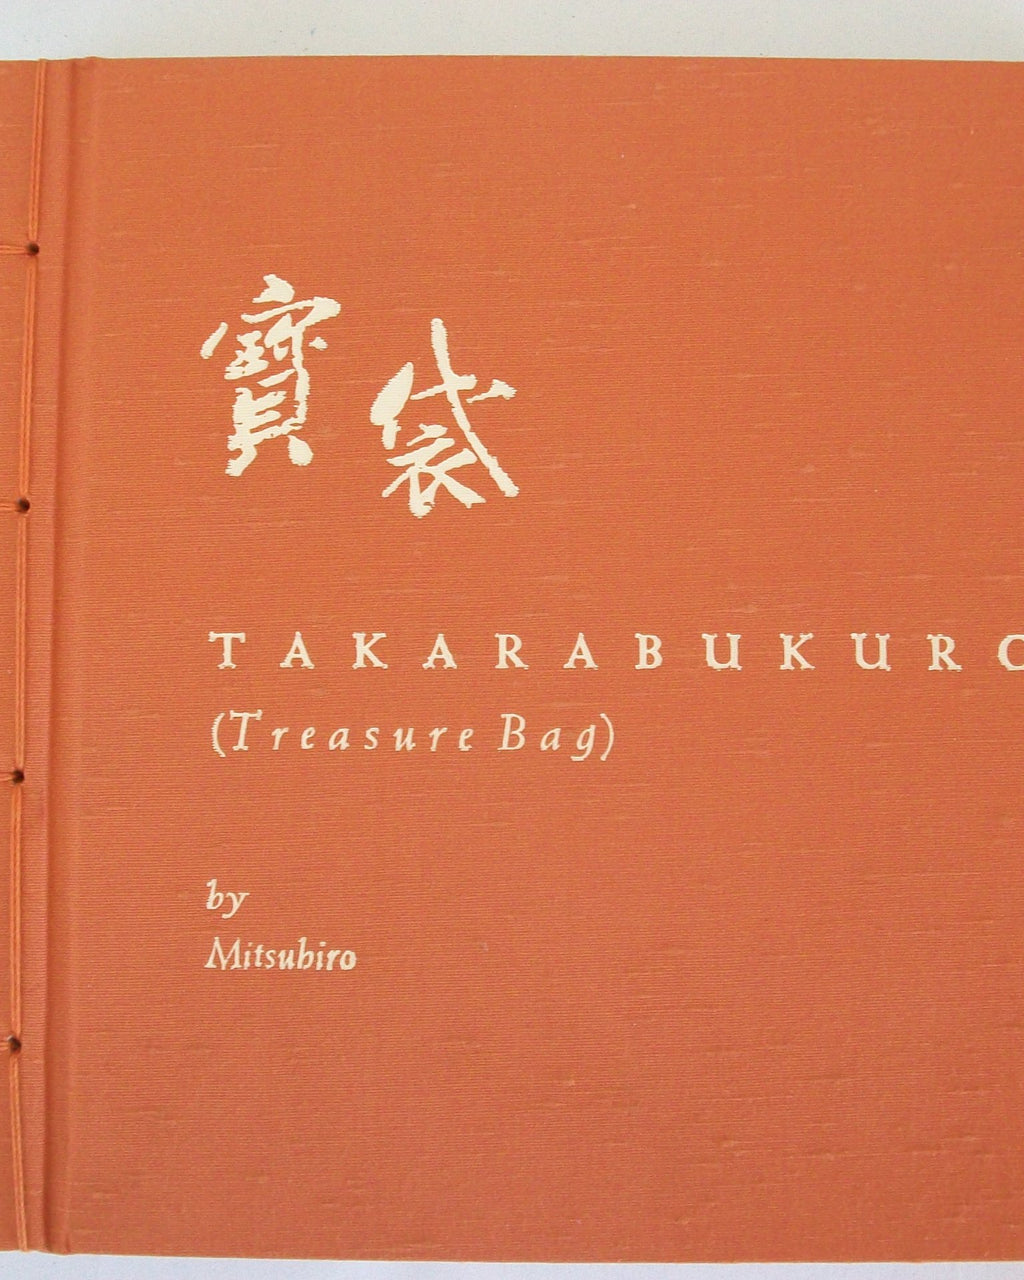 寶袋
TAKARABUKURO
(Treasure Bag)
by
Mitsuhiro